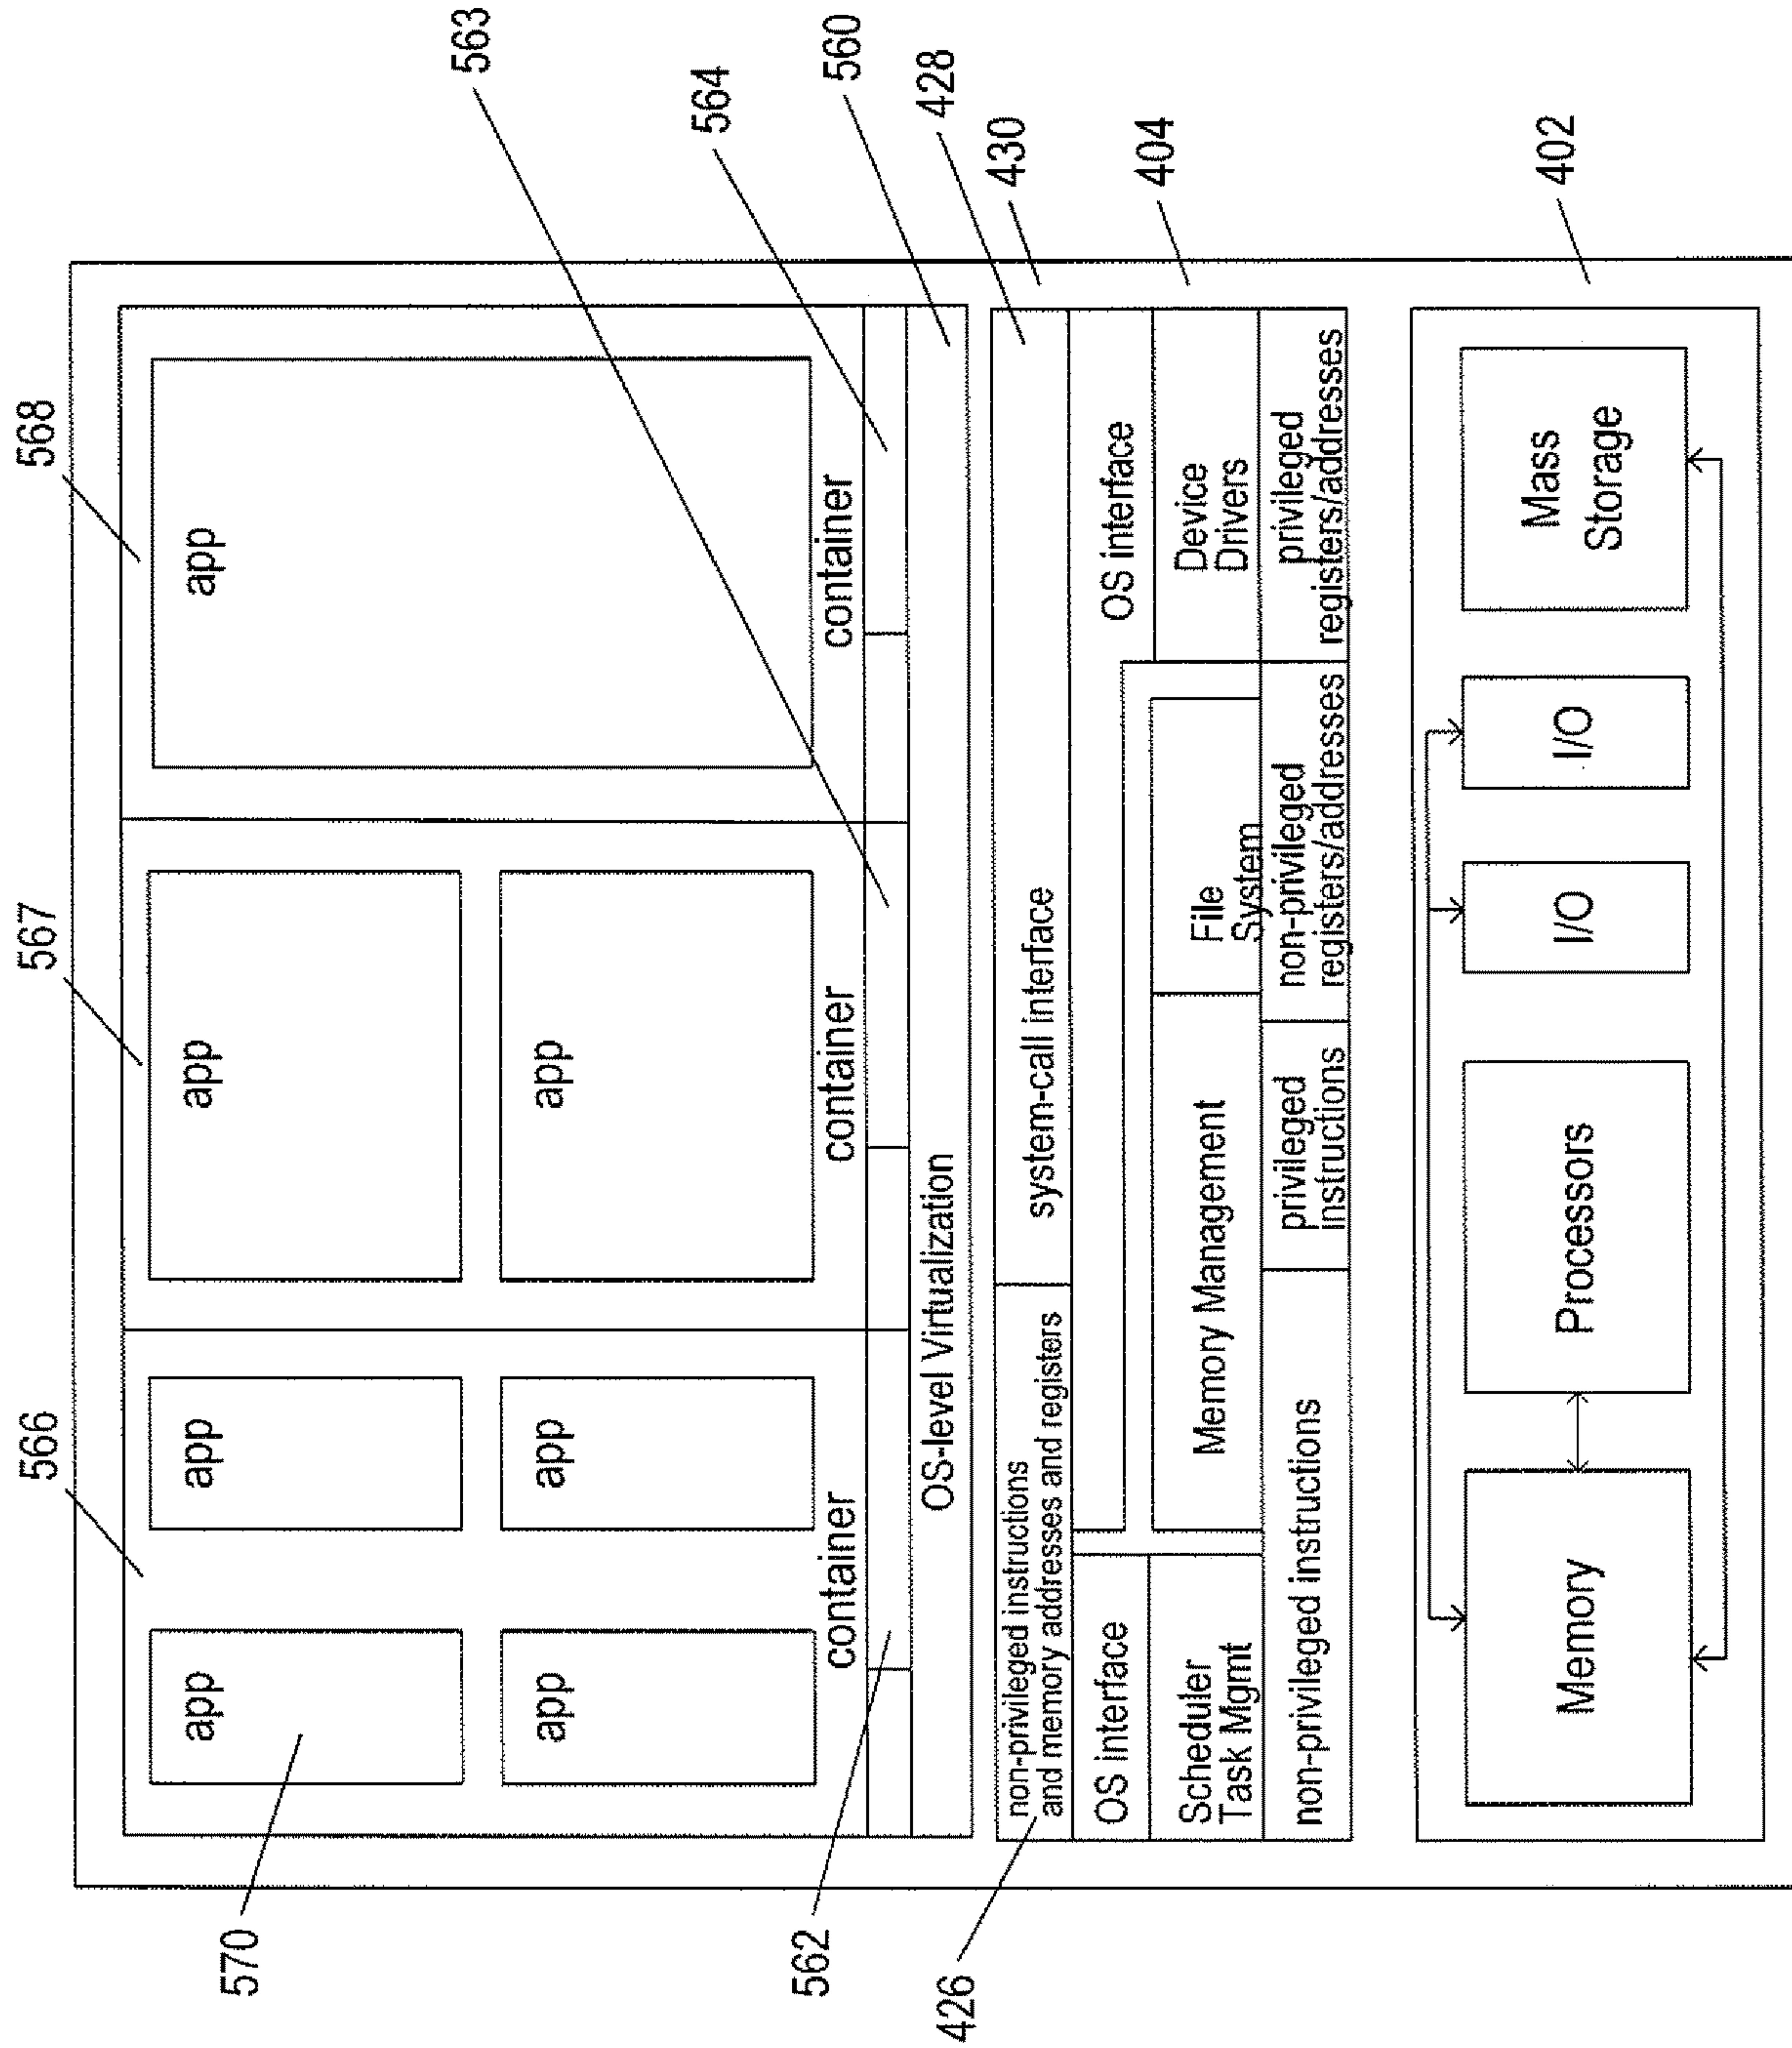 566
567
568
app
app
app
app
570
563
app
app
app
564
562
container
container
container
560
OS-level Virtualization
428
426
non-privileged instructions
and memory addresses and registers
system-call interface
430
OS interface
OS interface
404
Scheduler
Task Mgmt
Memory Management
File
System
Device
Drivers
non-privileged instructions
privileged
instructions
non-privileged
registers/addresses
privileged
registers/addresses
402
Memory
Processors
I/O
I/O
Mass
Storage